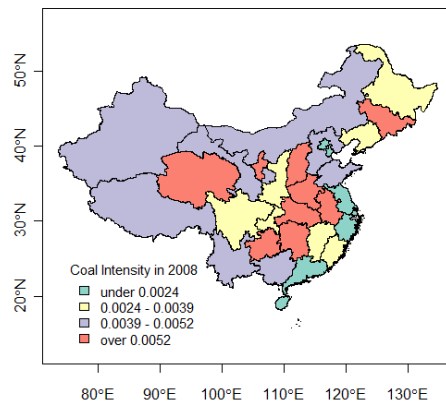 50°N
40°N
30°N
20°N
Coal Intensity in 2008
under 0.0024
0.0024 - 0.0039
0.0039 - 0.0052
over 0.0052
80°E 90°E 100°E 110°E 120°E 130°E